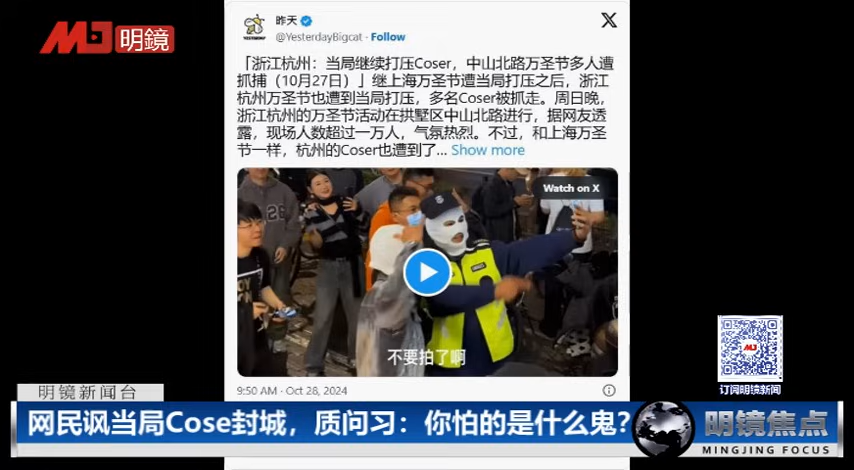 明鏡
昨天
@YesterdayBigcat · Follow
「浙江杭州：当局继续打压Coser，中山北路万圣节多人遭
抓捕（10月27日）」继上海万圣节遭当局打压之后，浙江
杭州万圣节也遭到当局打压，多名Coser被抓走。周日晚，
浙江杭州的万圣节活动在拱墅区中山北路进行，据网友透
露，现场人数超过一万人，气氛热烈。不过，和上海万圣
节一样，杭州的Coser也遭到了... Show more
Watch on X
不要拍了啊
9:50 AM · Oct 28, 2024
订阅明镜新闻
明镜新闻台
网民讽当局Cose封城，质问习：你怕的是什么鬼？
明镜焦点
MINGJING FOCUS